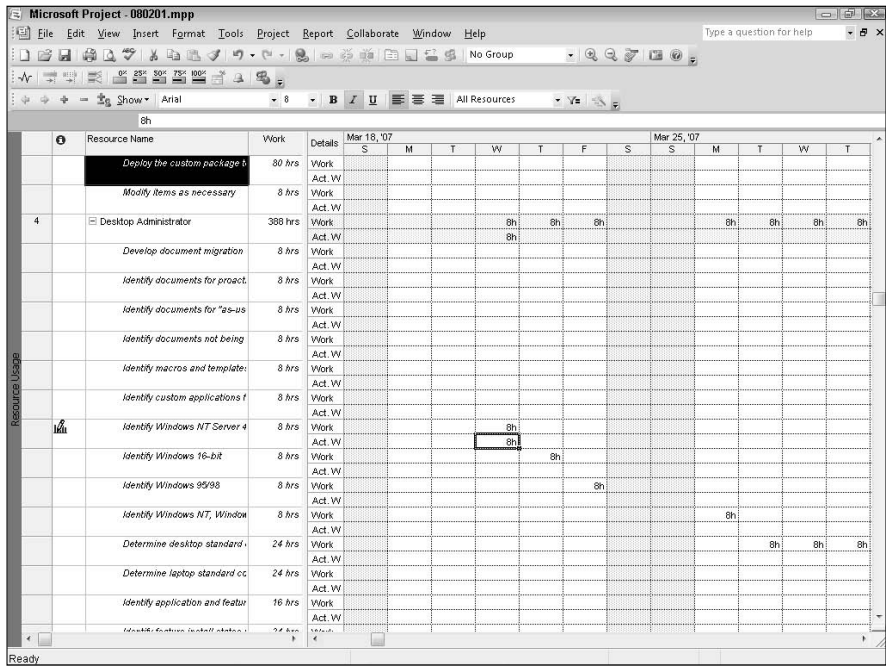 Microsoft Project - 080201.mpp
File Edit View Insert Format Tools Project Report Collaborate Window Help Type a question for help
No Group
0% 25% 50% 75% 100%
Show Arial 8 B I U All Resources
8h
Resource Name Work Details Mar 18, '07 Mar 25, '07
S M T W T F S S M T W T
Deploy the custom package t 80 hrs Work
Act. W
Modify items as necessary 8 hrs Work
Act. W
4 Desktop Administrator 388 hrs Work 8h 8h 8h 8h 8h 8h 8h
Act. W 8h
Develop document migration 8 hrs Work
Act. W
Identify documents for proact. 8 hrs Work
Act. W
Identify documents for "as-us 8 hrs Work
Act. W
Identify documents not being 8 hrs Work
Act. W
Identify macros and template: 8 hrs Work
Act. W
Identify custom applications f 8 hrs Work
Act. W
Identify Windows NT Server 4 8 hrs Work 8h
Act. W 8h
Identify Windows 16-bit 8 hrs Work 8h
Act. W
Identify Windows 95/98 8 hrs Work 8h
Act. W
Identify Windows NT, Window 8 hrs Work 8h
Act. W
Determine desktop standard 24 hrs Work 8h 8h 8h
Act. W
Determine laptop standard cc 24 hrs Work
Act. W
Identify application and featur 16 hrs Work
Act. W
Resource Usage
Ready